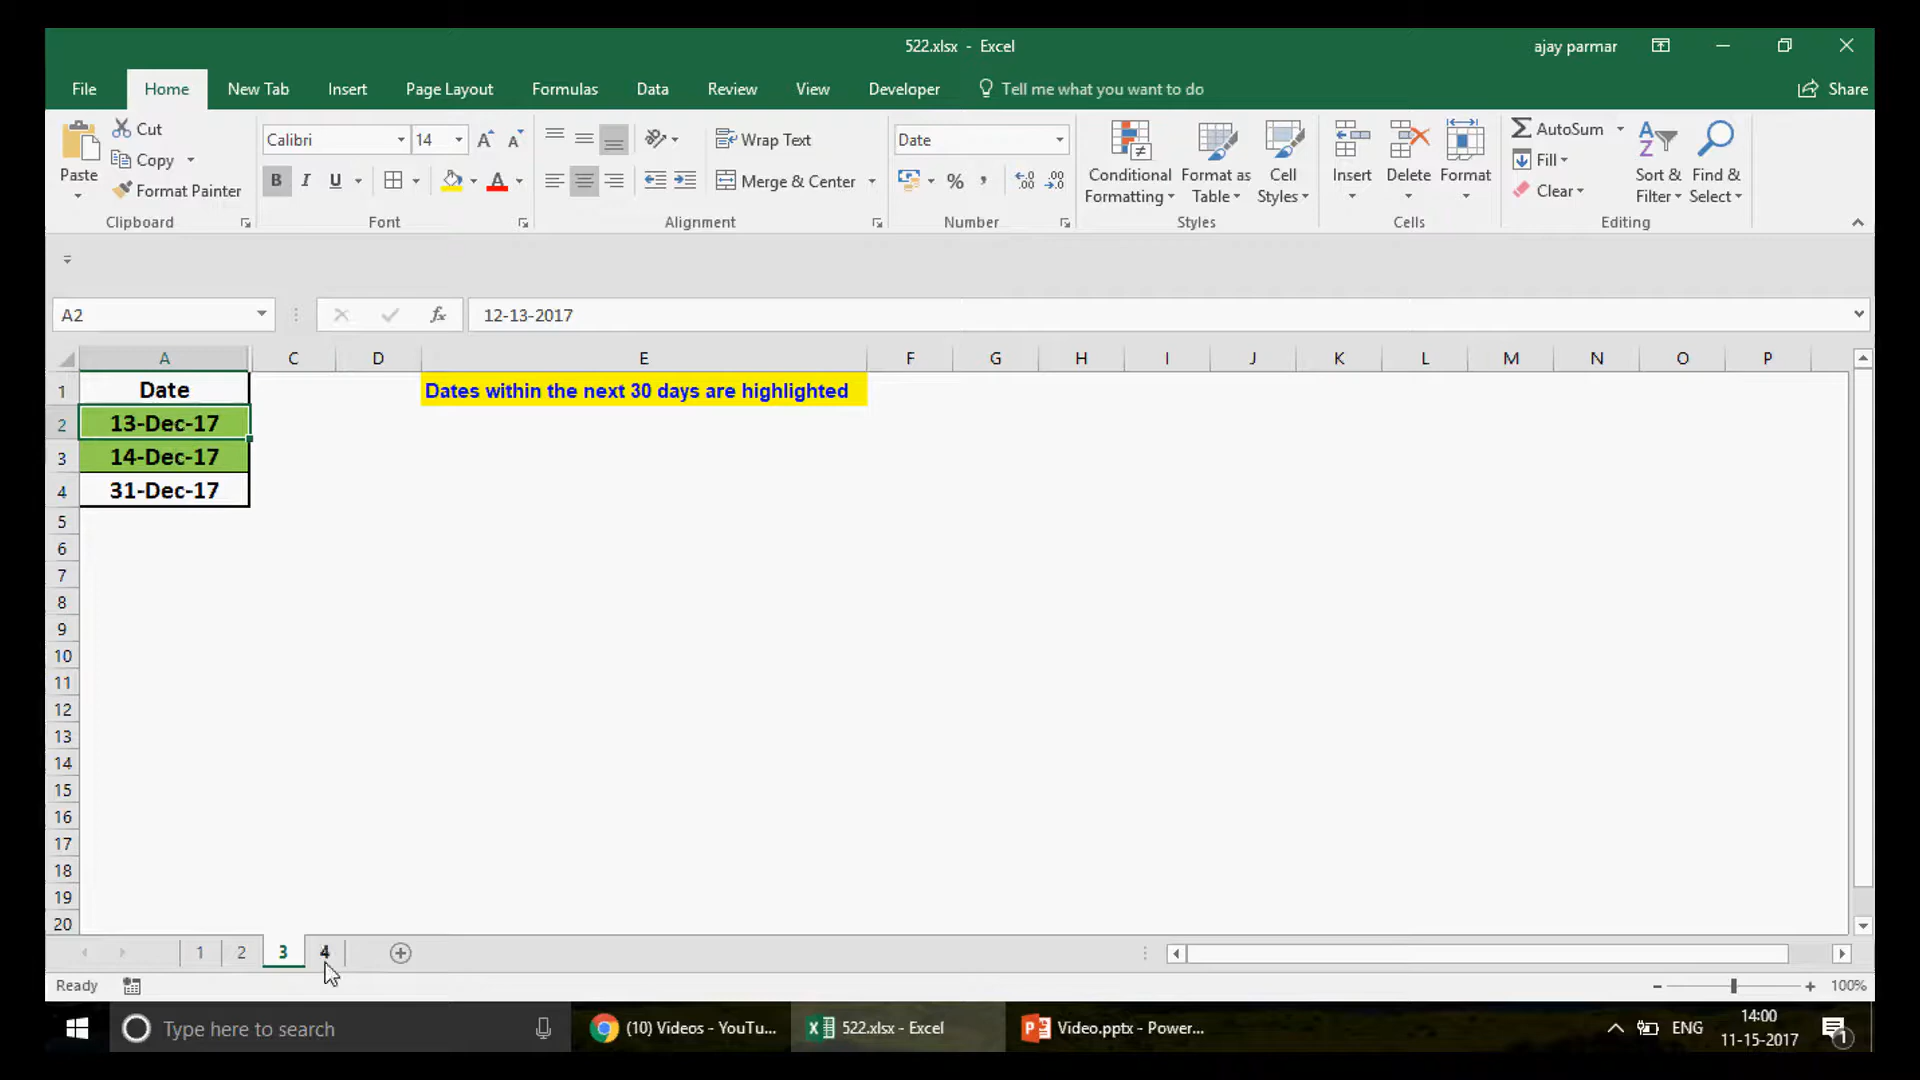 522.xlsx - Excel
ajay parmar
File Home New Tab Insert Page Layout Formulas Data Review View Developer Tell me what you want to do Share
Paste
Cut
Copy
Format Painter
Clipboard
Calibri 14
B I U
Font
Wrap Text
Merge & Center
Alignment
Date
%
Number
Conditional Formatting
Format as Table
Cell Styles
Styles
Insert
Delete
Format
Cells
AutoSum
Fill
Clear
Sort & Filter
Find & Select
Editing
A2 fx 12-13-2017
A C D E F G H I J K L M N O P
1 Date Dates within the next 30 days are highlighted
2 13-Dec-17
3 14-Dec-17
4 31-Dec-17
5
6
7
8
9
10
11
12
13
14
15
16
17
18
19
20
1 2 3 4
Ready 100%
Type here to search
(10) Videos - YouTu...
522.xlsx - Excel
Video.pptx - Power...
ENG
14:00
11-15-2017
1